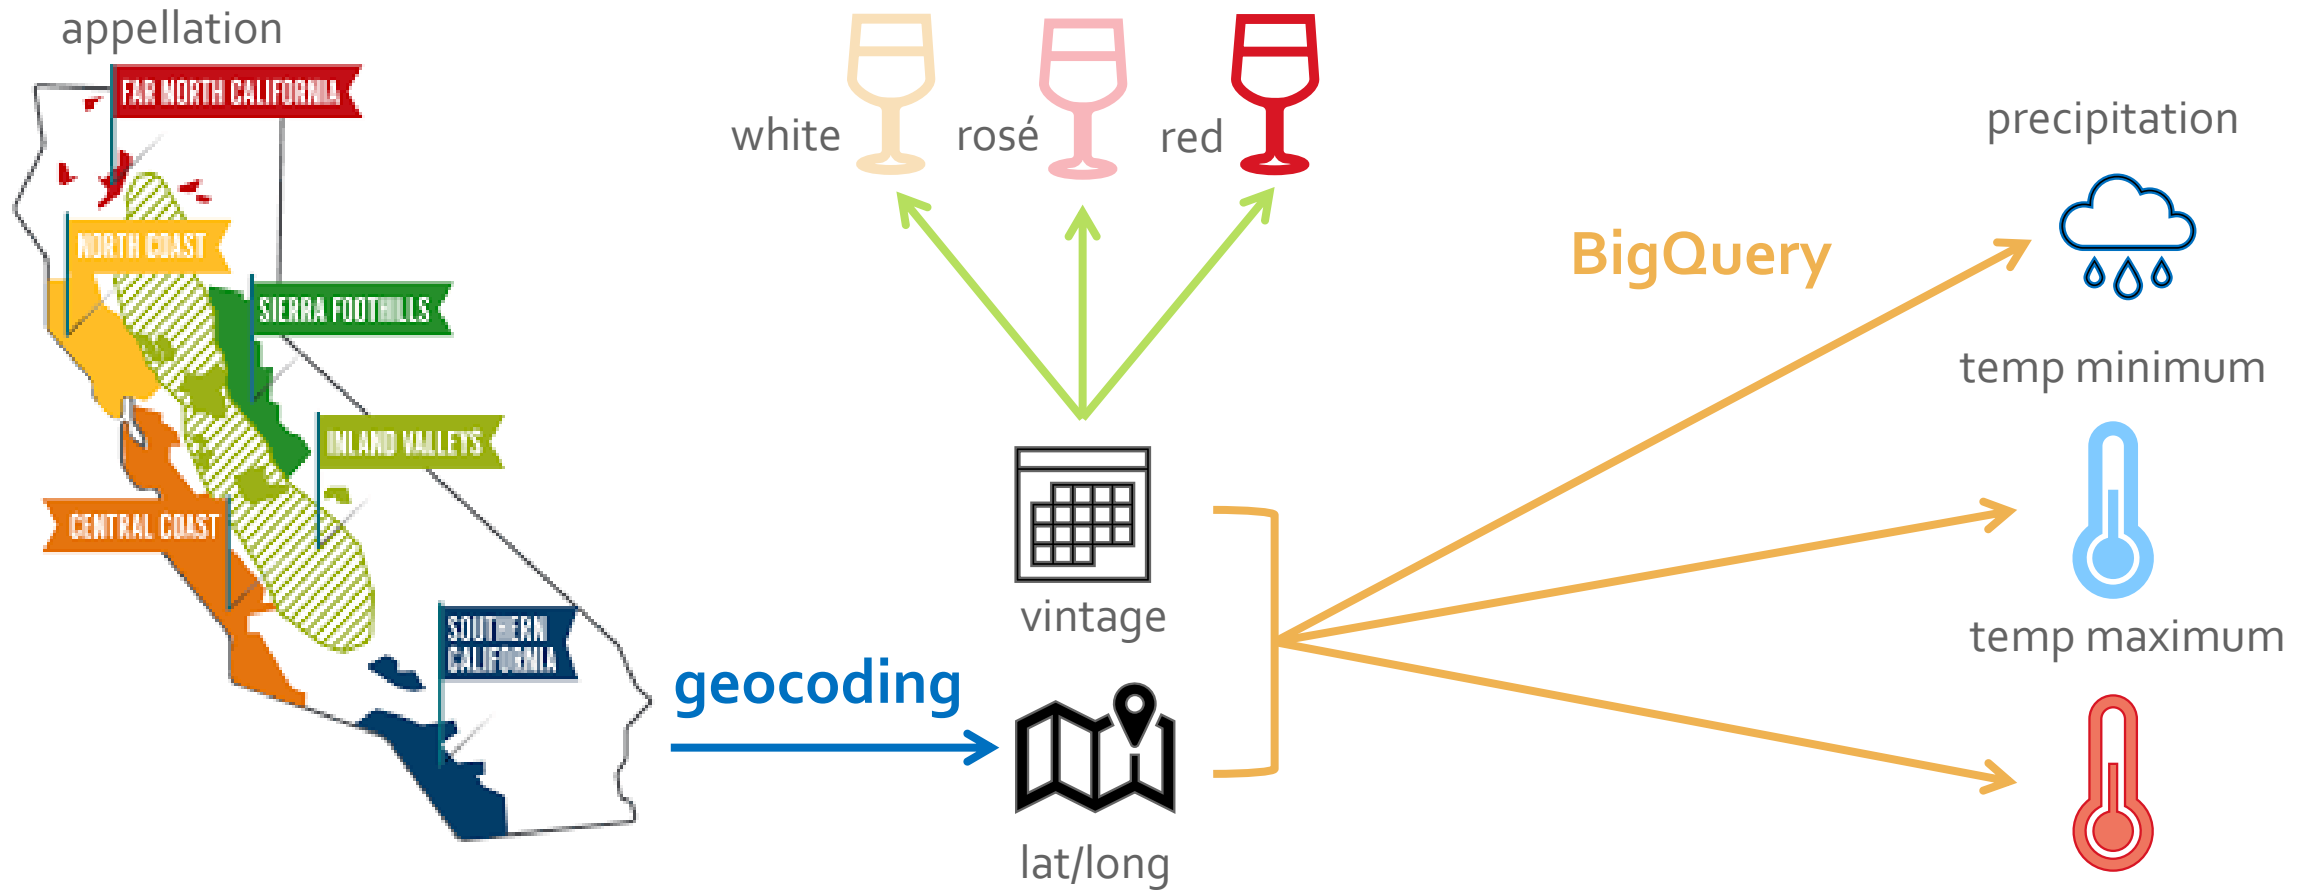 appellation
FAR NORTH CALIFORNIA
NORTH COAST
SIERRA FOOTHILLS
INLAND VALLEYS
CENTRAL COAST
SOUTHERN
CALIFORNIA
geocoding
white
rosé
red
vintage
lat/long
BigQuery
precipitation
temp minimum
temp maximum